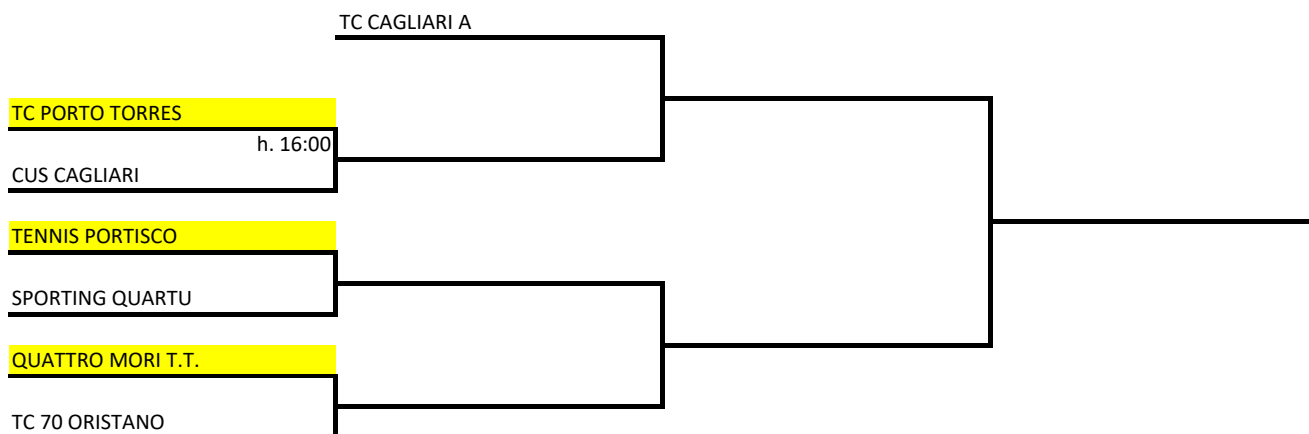 TC CAGLIARI A
TC PORTO TORRES
h. 16:00
CUS CAGLIARI
TENNIS PORTISCO
SPORTING QUARTU
QUATTRO MORI T.T.
TC 70 ORISTANO